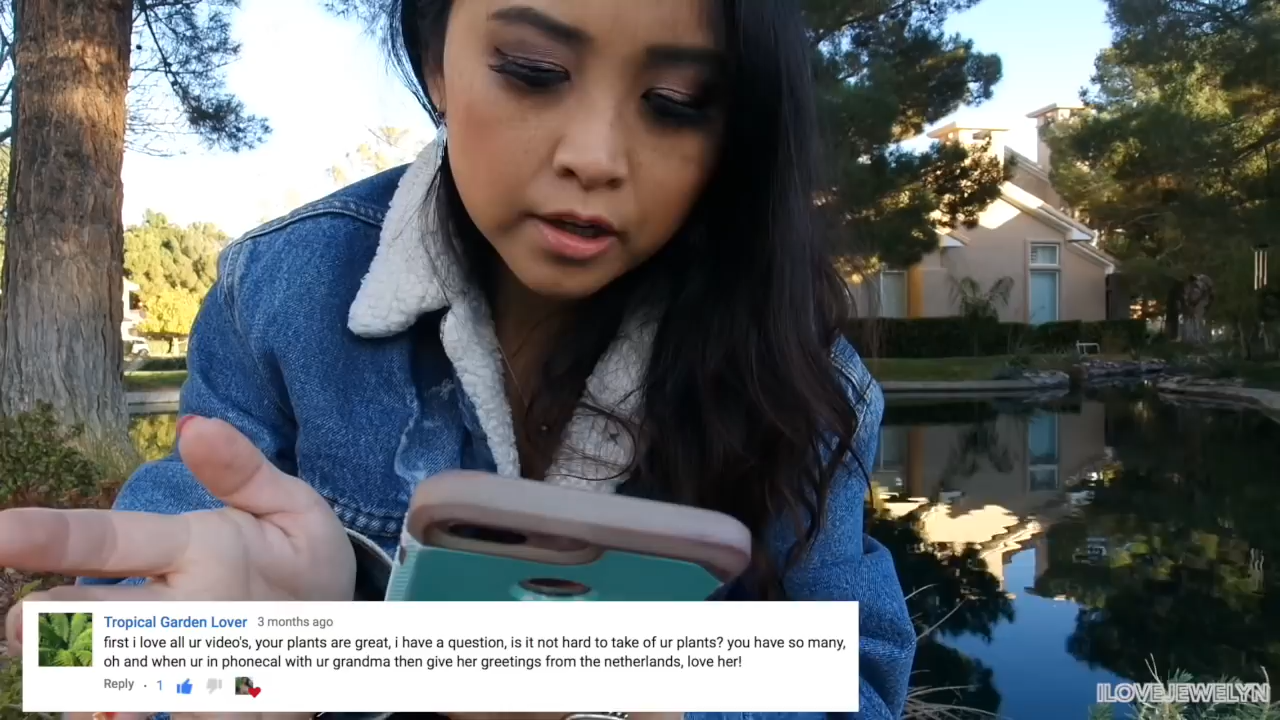 Tropical Garden Lover 3 months ago
first i love all ur video's, your plants are great, i have a question, is it not hard to take of ur plants? you have so many,
oh and when ur in phonecal with ur grandma then give her greetings from the netherlands, love her!
Reply · 1
ILOVEJEWELYN